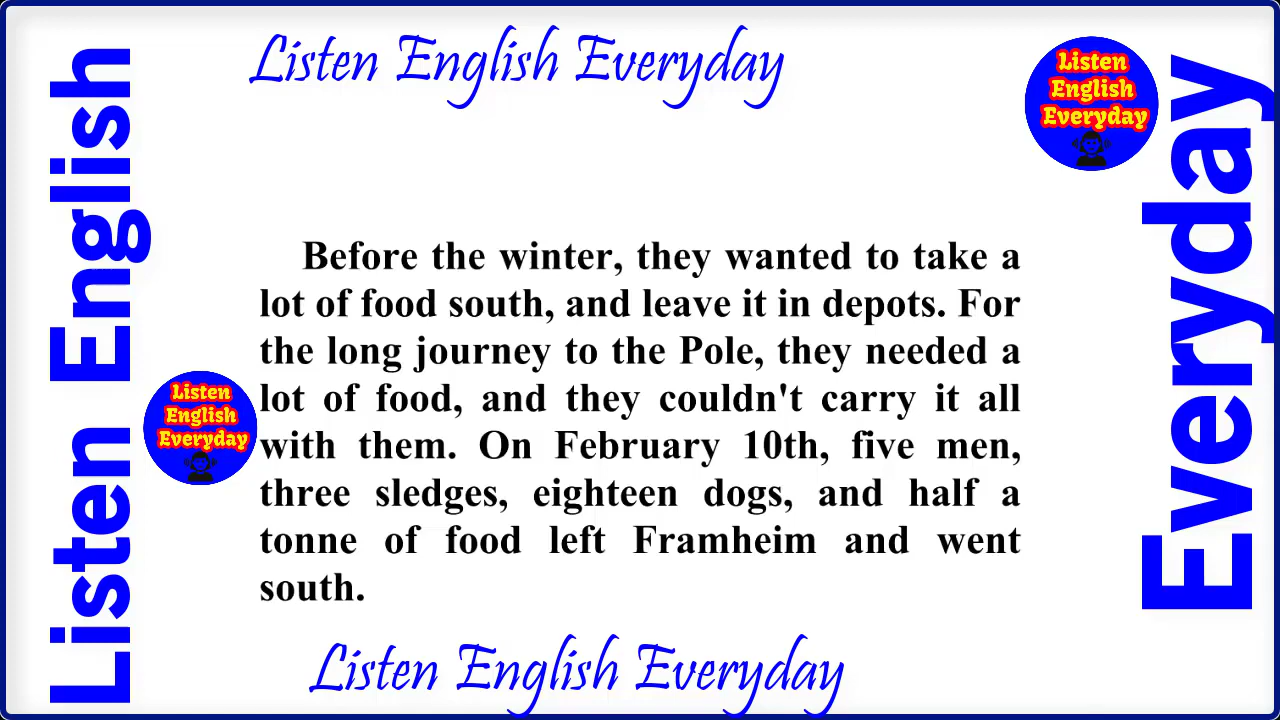 Listen English Everyday
Listen
English
Everyday
Listen English
Everyday
Before the winter, they wanted to take a
lot of food south, and leave it in depots. For
the long journey to the Pole, they needed a
lot of food, and they couldn't carry it all
with them. On February 10th, five men,
three sledges, eighteen dogs, and half a
tonne of food left Framheim and went
south.
Listen
English
Everyday
Listen English Everyday